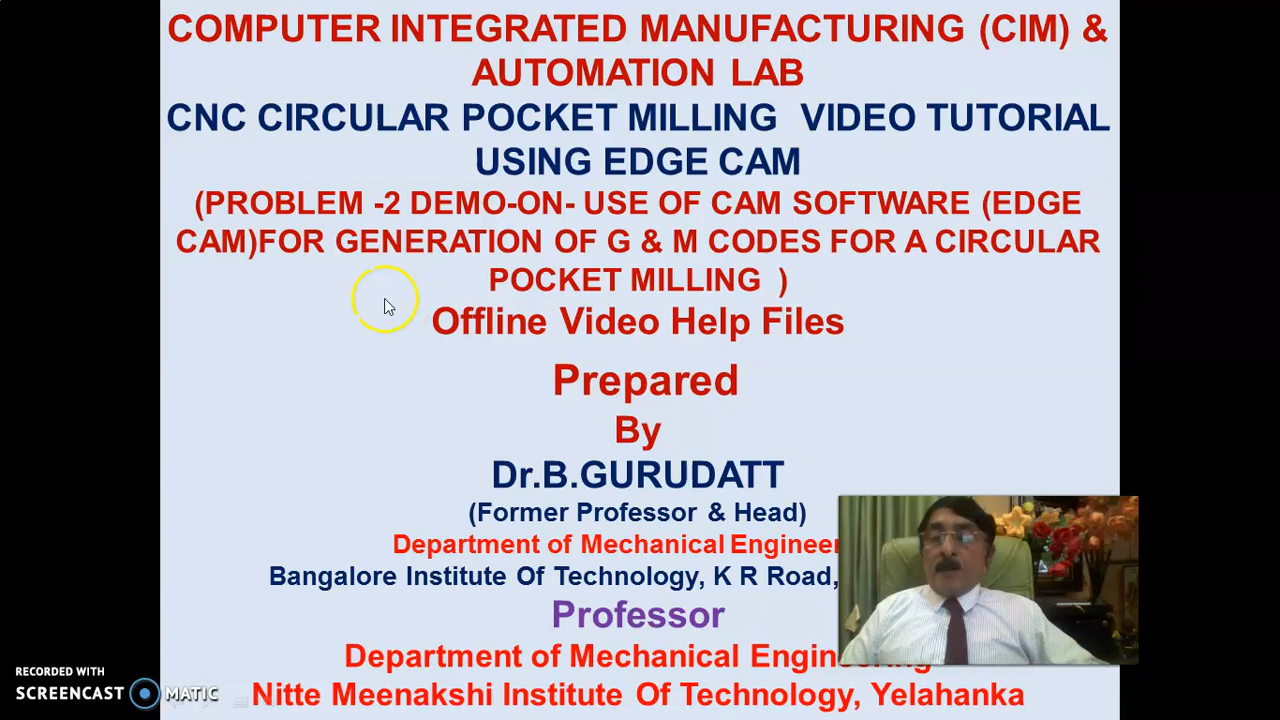 COMPUTER INTEGRATED MANUFACTURING (CIM) &
AUTOMATION LAB
CNC CIRCULAR POCKET MILLING VIDEO TUTORIAL
USING EDGE CAM
(PROBLEM -2 DEMO-ON- USE OF CAM SOFTWARE (EDGE
CAM)FOR GENERATION OF G & M CODES FOR A CIRCULAR
POCKET MILLING )
Offline Video Help Files
Prepared
By
Dr.B.GURUDATT
(Former Professor & Head)
Department of Mechanical Engineer
Bangalore Institute Of Technology, K R Road,
Professor
Department of Mechanical Engineering
Nitte Meenakshi Institute Of Technology, Yelahanka
RECORDED WITH
SCREENCAST MATIC